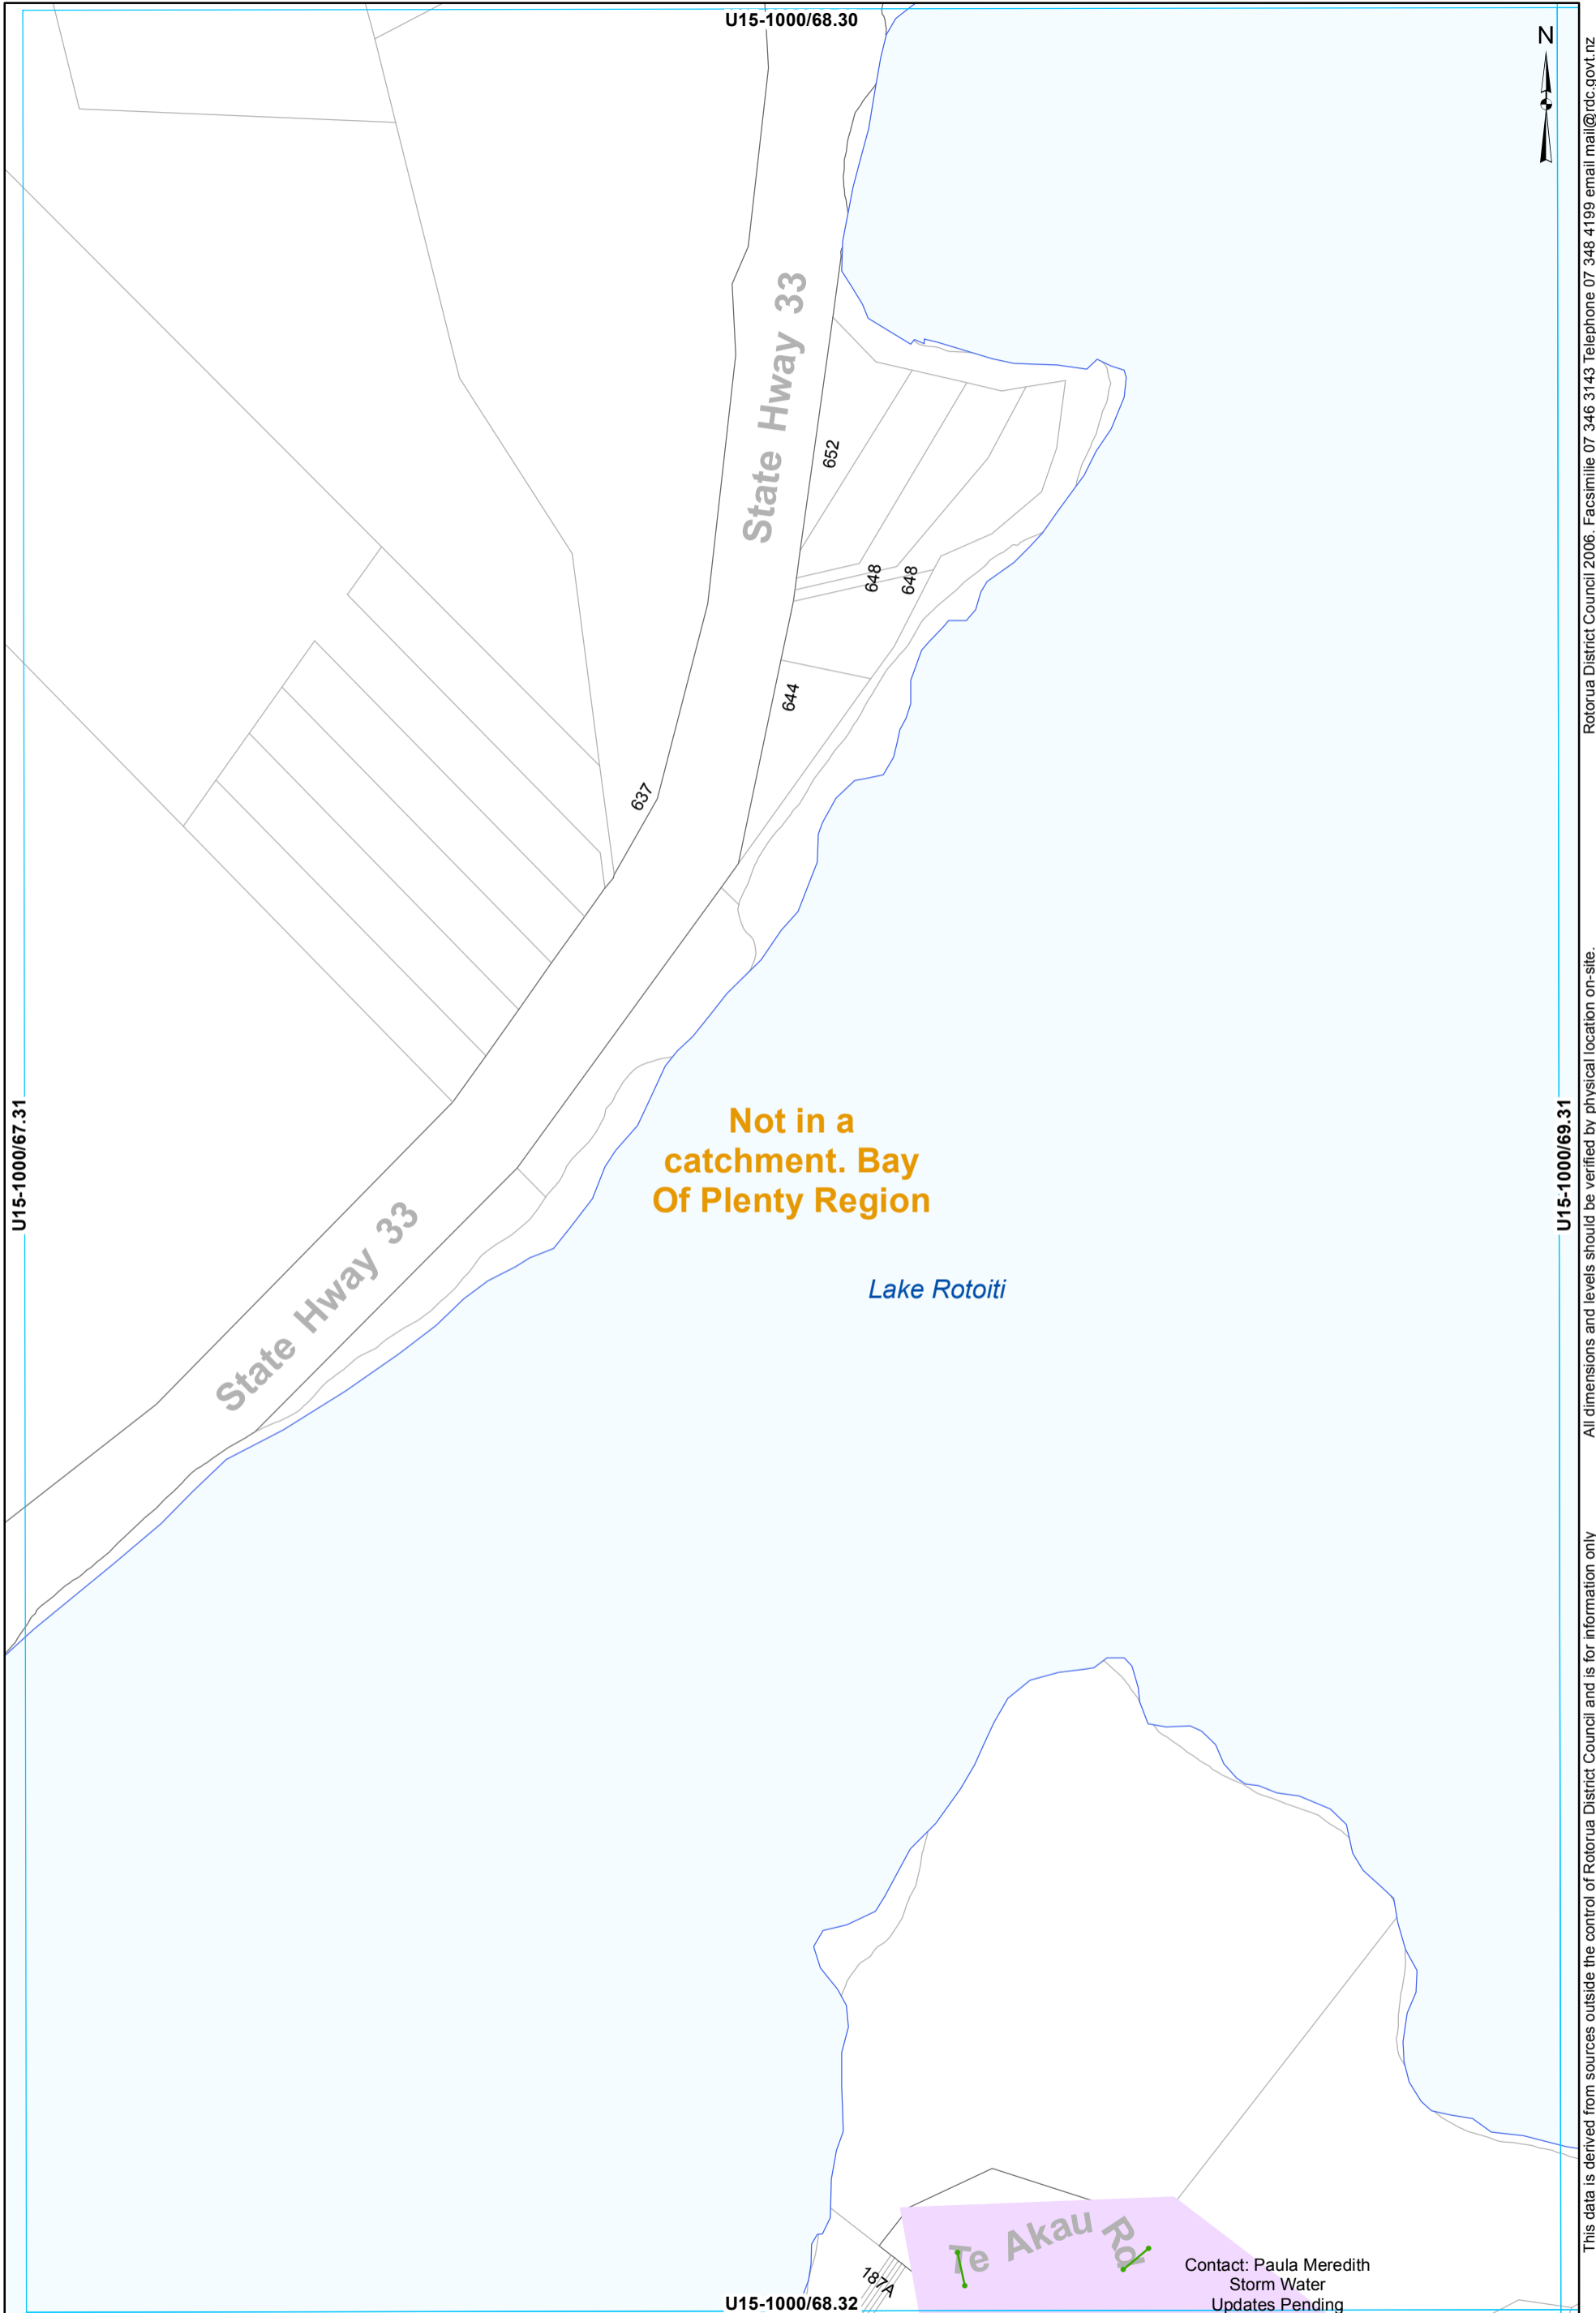 U15-1000/68.30
N
State Hway 33
652
648
648
644
637
U15-1000/67.31
U15-1000/69.31
Not in a
catchment. Bay
Of Plenty Region
Lake Rotoiti
State Hway 33
Te Akau Rd
187A
Contact: Paula Meredith
Storm Water
Updates Pending
U15-1000/68.32
This data is derived from sources outside the control of Rotorua District Council and is for information only
All dimensions and levels should be verified by physical location on-site.
Rotorua District Council 2006. Facsimilie 07 346 3143 Telephone 07 348 4199 email mail@rdc.govt.nz